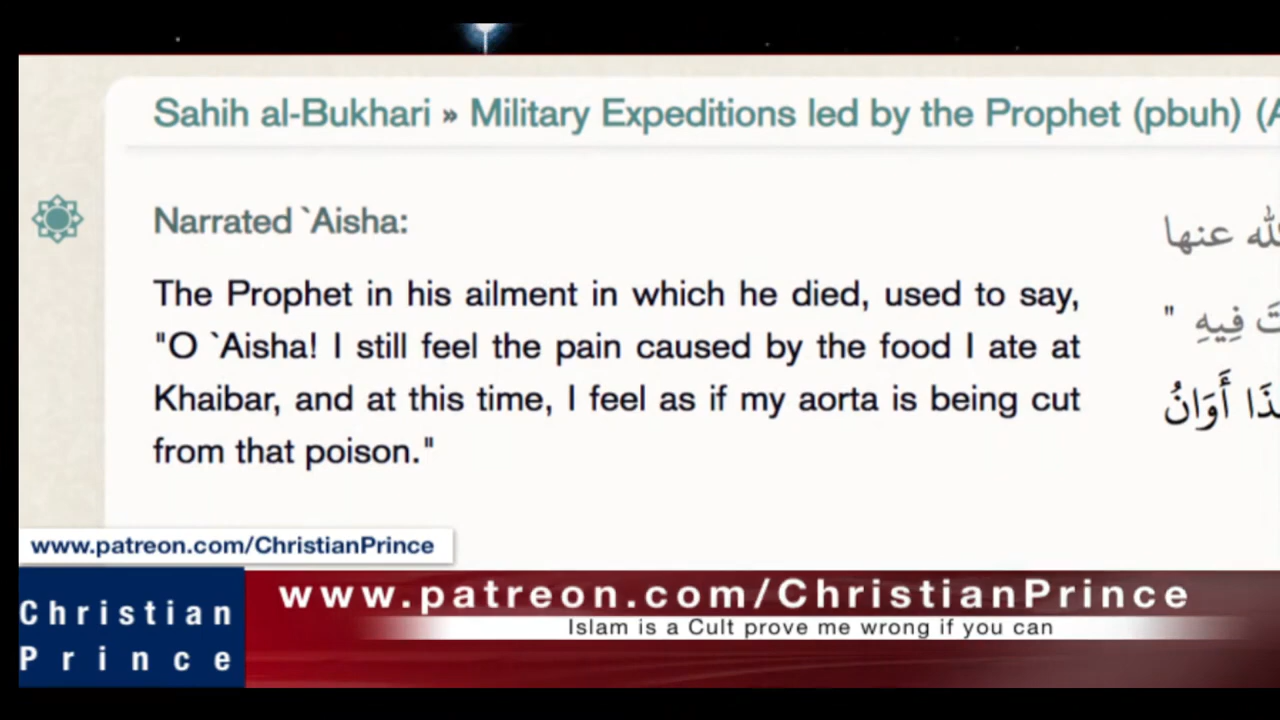 Sahih al-Bukhari » Military Expeditions led by the Prophet (pbuh) (A
Narrated `Aisha:
لله عنها
The Prophet in his ailment in which he died, used to say,
"O `Aisha! I still feel the pain caused by the food I ate at
Khaibar, and at this time, I feel as if my aorta is being cut
from that poison."
تَ فِيهِ "
ذَا أَوَانُ
www.patreon.com/ChristianPrince
Christian
Prince
www.patreon.com/ChristianPrince
Islam is a Cult prove me wrong if you can